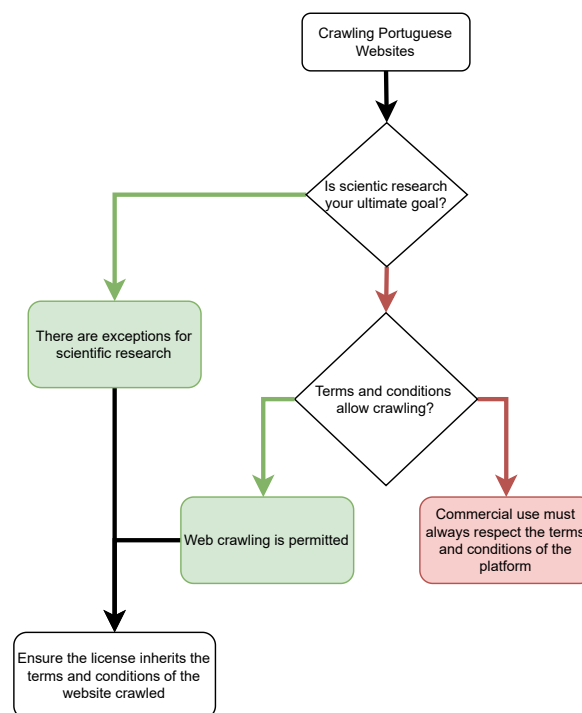 Crawling Portuguese
Websites
Is scientic research
your ultimate goal?
There are exceptions for
scientific research
Terms and conditions
allow crawling?
Web crawling is permitted
Commercial use must
always respect the terms
and conditions of the
platform
Ensure the license inherits the
terms and conditions of the
website crawled